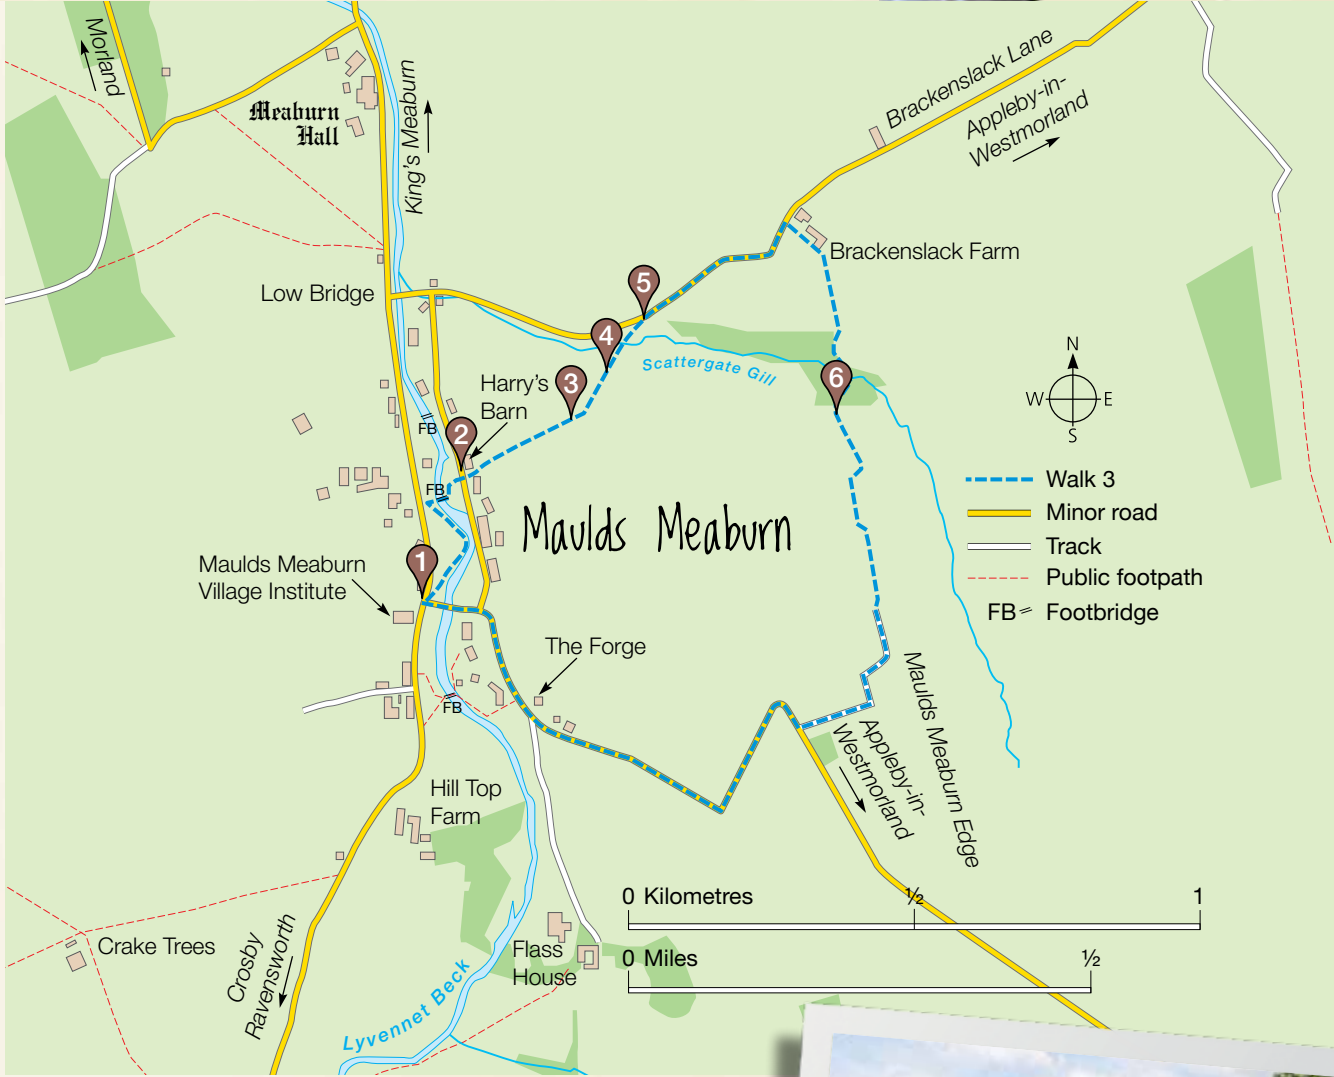 Morland
Meaburn
Hall
King's Meaburn
Brackenslack Lane
Appleby-in-
Westmorland
Brackenslack Farm
Low Bridge
5
4
Scattergate Gill
6
3
Harry's
Barn
FB
2
FB
N
W
E
S
Walk 3
Minor road
Track
Public footpath
FB Footbridge
Maulds Meaburn
1
Maulds Meaburn
Village Institute
The Forge
FB
Maulds Meaburn Edge
Appleby-in-
Westmorland
Hill Top
Farm
0 Kilometres ½ 1
0 Miles ½
Crake Trees
Crosby
Ravensworth
Flass
House
Lyvennet Beck